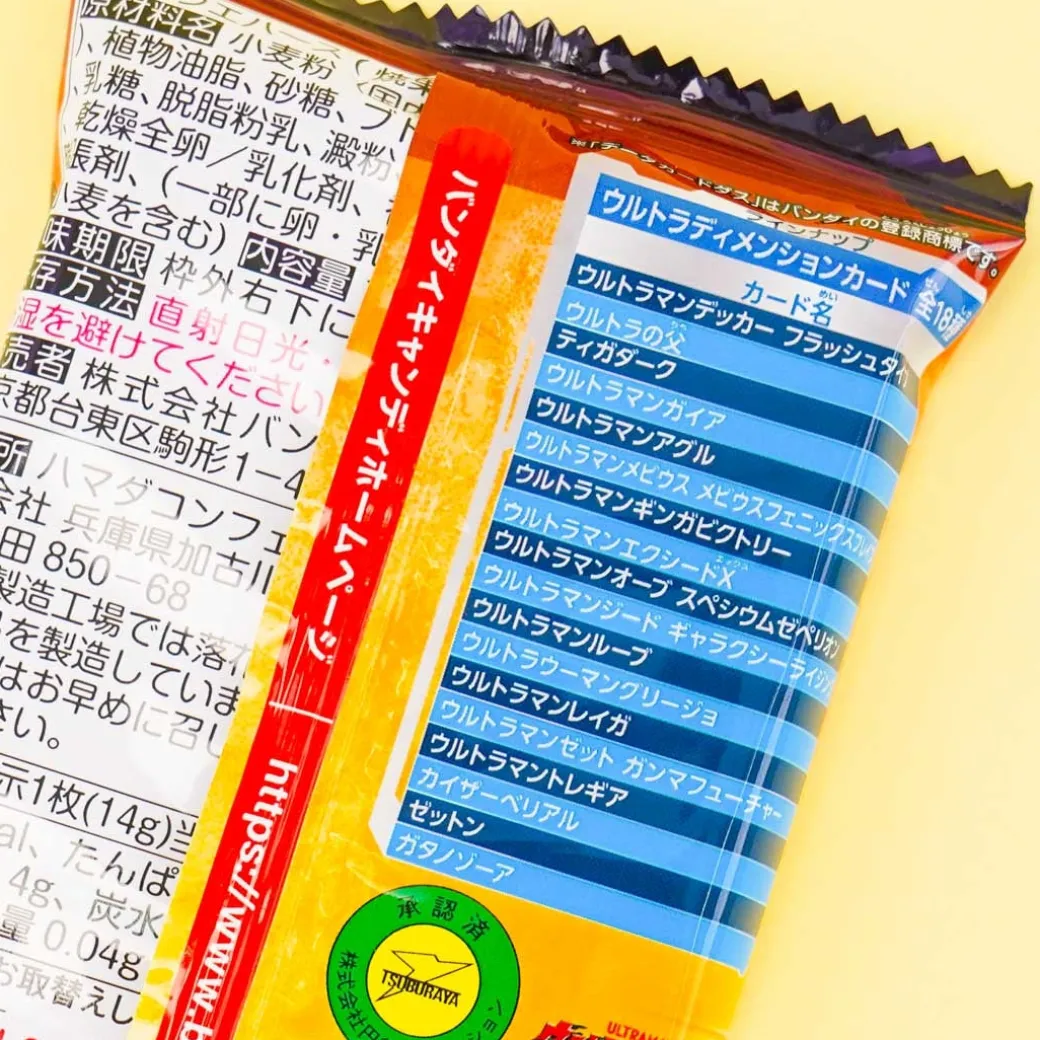 原材料名 小麦粉
植物油脂、砂糖、
乳糖、脱脂粉乳、澱粉、
乾燥全卵／乳化剤、
張剤、(一部に卵・乳
麦を含む) 内容量
味期限 枠外右下に
存方法 直射日光・
湿を避けてください
売者 株式会社バン
京都台東区駒形1-4
所 ハマダコンフェ
会社 兵庫県加古川
田 850-68
製造工場では落
を製造していま
はお早めに召し
さい。
示1枚(14g)当
al、たんぱ
4g、炭水
量 0.04g
お取替えし
バンダイキャンディホームページ
https://www.b
「データカードダス」はバンダイの登録商標です。
ウルトラディメンションカード
ラインナップ
全18種
カード名
ウルトラマンデッカー フラッシュタイ
ウルトラの父
ティガダーク
ウルトラマンガイア
ウルトラマンアグル
ウルトラマンメビウス メビウスフェニックスブレイ
ウルトラマンギンガビクトリー
ウルトラマンエクシードX
ウルトラマンオーブ スペシウムゼペリオン
ウルトラマンジード ギャラクシーライジン
ウルトラマンルーブ
ウルトラウーマングリージョ
ウルトラマンレイガ
ウルトラマンゼット ガンマフューチャー
ウルトラマントレギア
カイザーベリアル
ゼットン
ガタノゾーア
承認済
TSUBURAYA
株式会社円
ULTRAMA